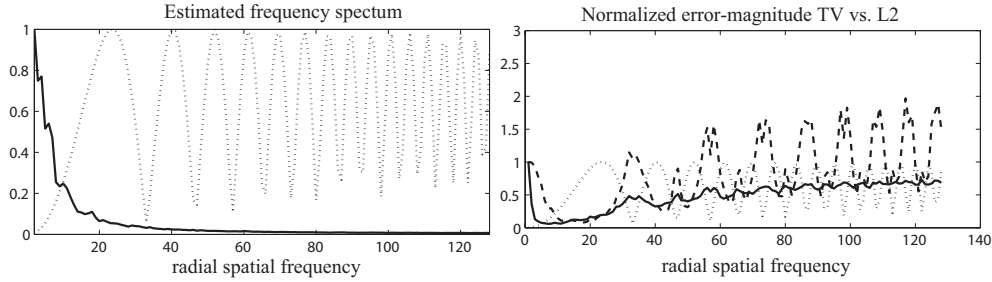 Estimated frequency spectum
1
0.8
0.6
0.4
0.2
0
20 40 60 80 100 120
radial spatial frequency
Normalized error-magnitude TV vs. L2
3
2.5
2
1.5
1
0.5
0
0 20 40 60 80 100 120 140
radial spatial frequency